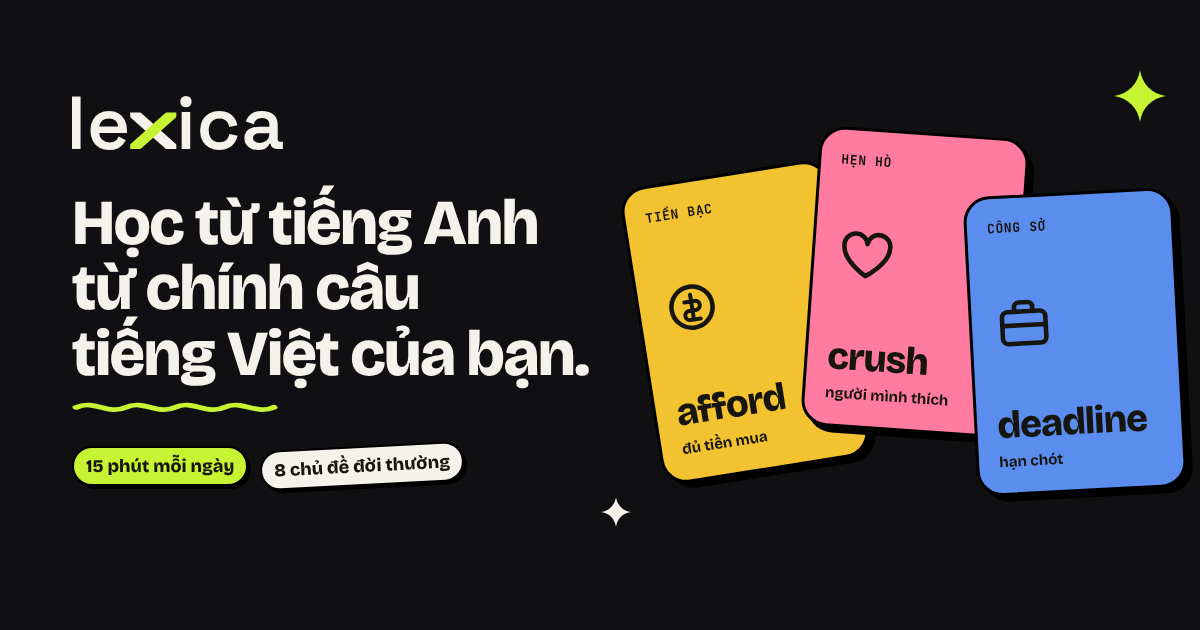 lexica
Học từ tiếng Anh
từ chính câu
tiếng Việt của bạn.
15 phút mỗi ngày
8 chủ đề đời thường
TIỀN BẠC
afford
đủ tiền mua
HẸN HÒ
crush
người mình thích
CÔNG SỞ
deadline
hạn chót